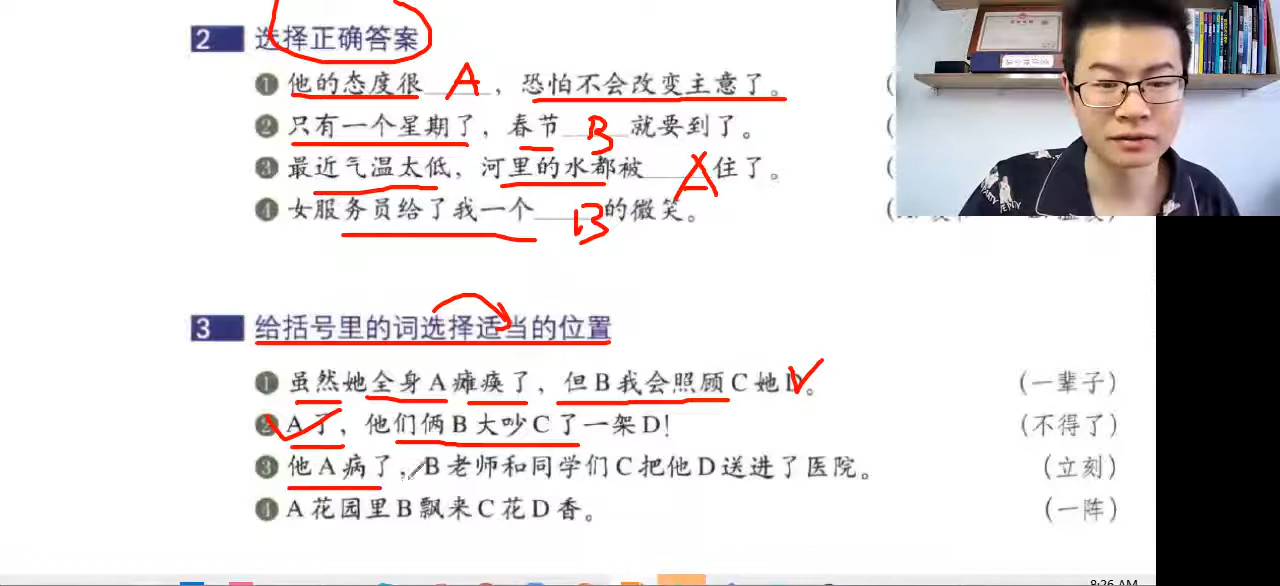 2 选择正确答案
❶ 他的态度很 A ，恐怕不会改变主意了。 (
❷ 只有一个星期了，春节 B 就要到了。 (
❸ 最近气温太低，河里的水都被 A 住了。 (
❹ 女服务员给了我一个 B 的微笑。 (
3 给括号里的词选择适当的位置
❶ 虽然她全身A瘫痪了，但B我会照顾C她D。 (一辈子)
❷ A了，他们俩B大吵C了一架D! (不得了)
❸ 他A病了，B老师和同学们C把他D送进了医院。 (立刻)
❹ A花园里B飘来C花D香。 (一阵)
8:26 AM